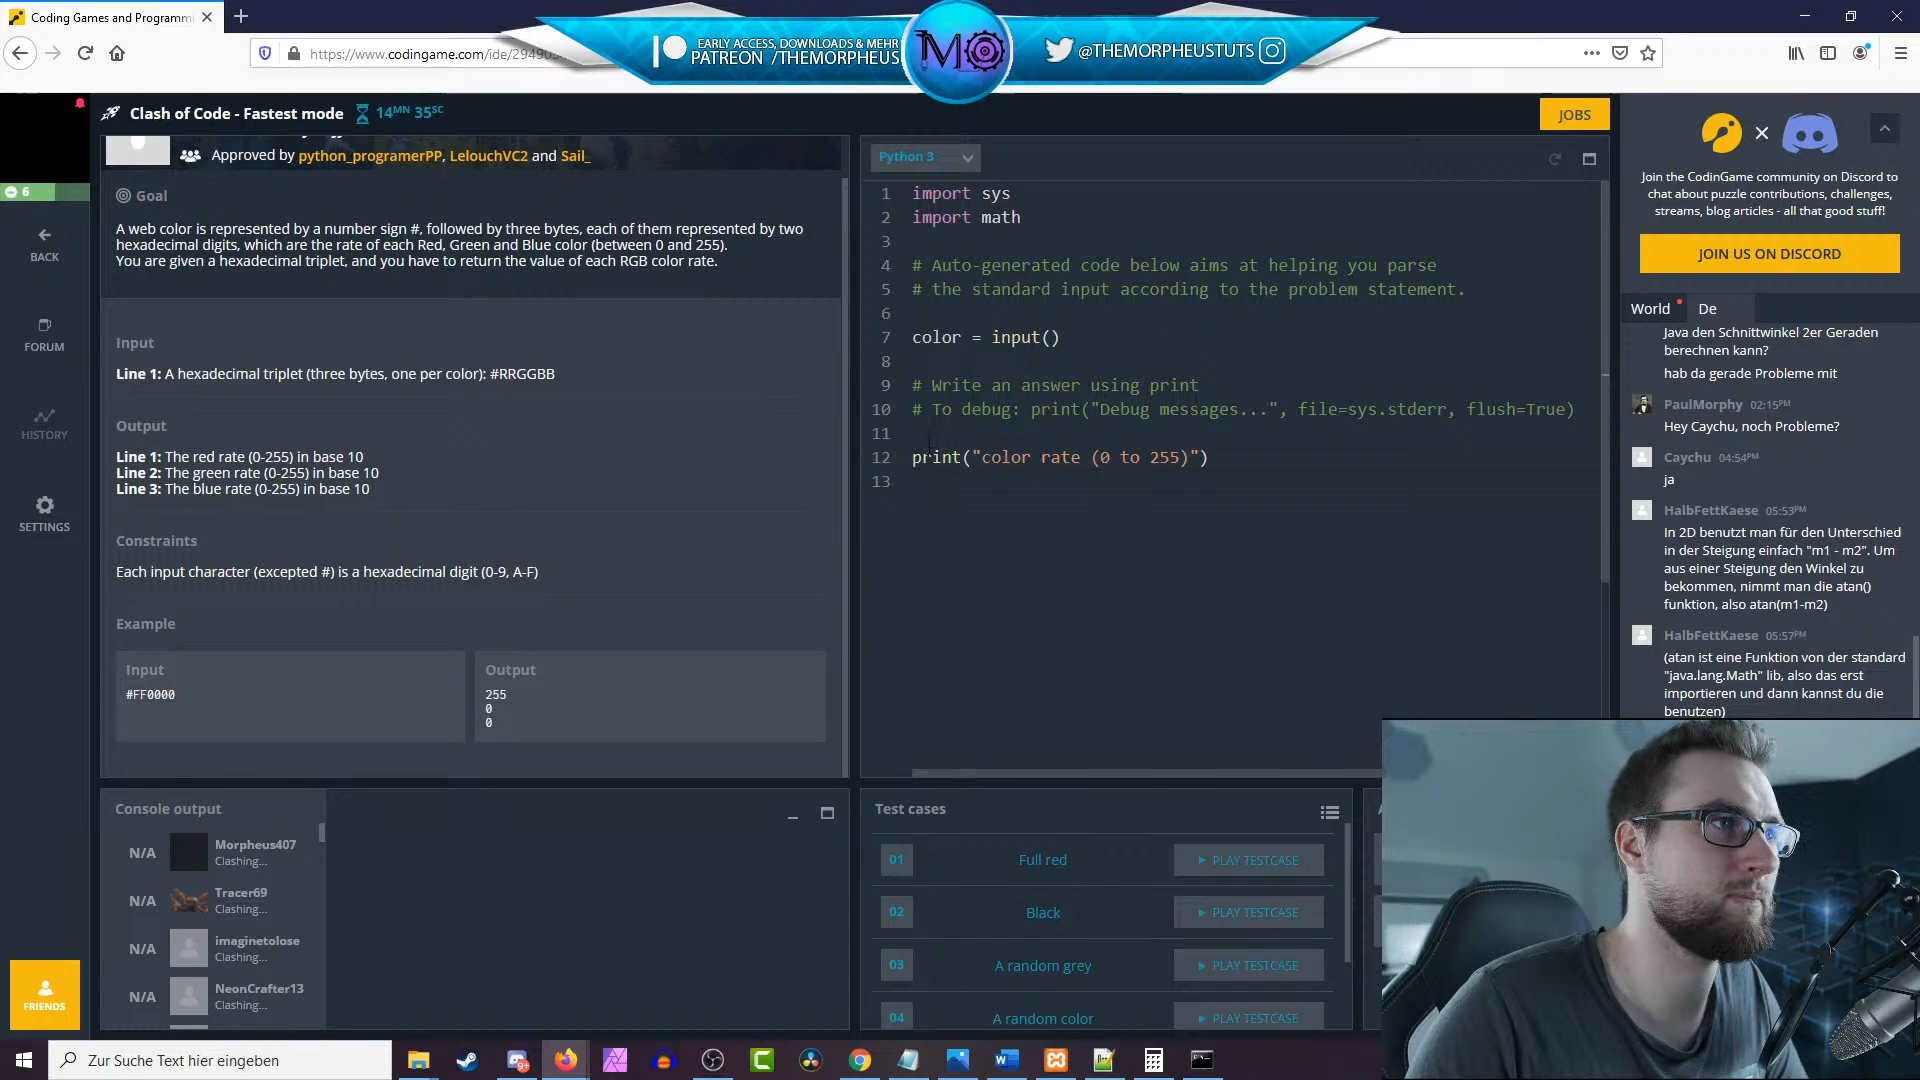 Coding Games and Programmi
https://www.codingame.com/ide/29490
EARLY ACCESS, DOWNLOADS & MEHR
PATREON /THEMORPHEUS
MO
@THEMORPHEUSTUTS
Clash of Code - Fastest mode
14MN 35SC
JOBS
Approved by python_programerPP, LelouchVC2 and Sail_
6
Goal
A web color is represented by a number sign #, followed by three bytes, each of them represented by two
hexadecimal digits, which are the rate of each Red, Green and Blue color (between 0 and 255).
You are given a hexadecimal triplet, and you have to return the value of each RGB color rate.
Input
Line 1: A hexadecimal triplet (three bytes, one per color): #RRGGBB
Output
Line 1: The red rate (0-255) in base 10
Line 2: The green rate (0-255) in base 10
Line 3: The blue rate (0-255) in base 10
Constraints
Each input character (excepted #) is a hexadecimal digit (0-9, A-F)
Example
Input
#FF0000
Output
255
0
0
BACK
FORUM
HISTORY
SETTINGS
FRIENDS
Python 3
1 import sys
2 import math
3
4 # Auto-generated code below aims at helping you parse
5 # the standard input according to the problem statement.
6
7 color = input()
8
9 # Write an answer using print
10 # To debug: print("Debug messages...", file=sys.stderr, flush=True)
11
12 print("color rate (0 to 255)")
13
Console output
N/A Morpheus407
Clashing...
N/A Tracer69
Clashing...
N/A imaginetolose
Clashing...
N/A NeonCrafter13
Clashing...
Test cases
01 Full red PLAY TESTCASE
02 Black PLAY TESTCASE
03 A random grey PLAY TESTCASE
04 A random color PLAY TESTCASE
Join the CodinGame community on Discord to
chat about puzzle contributions, challenges,
streams, blog articles - all that good stuff!
JOIN US ON DISCORD
World De
Java den Schnittwinkel 2er Geraden
berechnen kann?
hab da gerade Probleme mit
PaulMorphy 02:15PM
Hey Caychu, noch Probleme?
Caychu 04:54PM
ja
HalbFettKaese 05:53PM
In 2D benutzt man für den Unterschied
in der Steigung einfach "m1 - m2". Um
aus einer Steigung den Winkel zu
bekommen, nimmt man die atan()
funktion, also atan(m1-m2)
HalbFettKaese 05:57PM
(atan ist eine Funktion von der standard
"java.lang.Math" lib, also das erst
importieren und dann kannst du die
benutzen)
Zur Suche Text hier eingeben